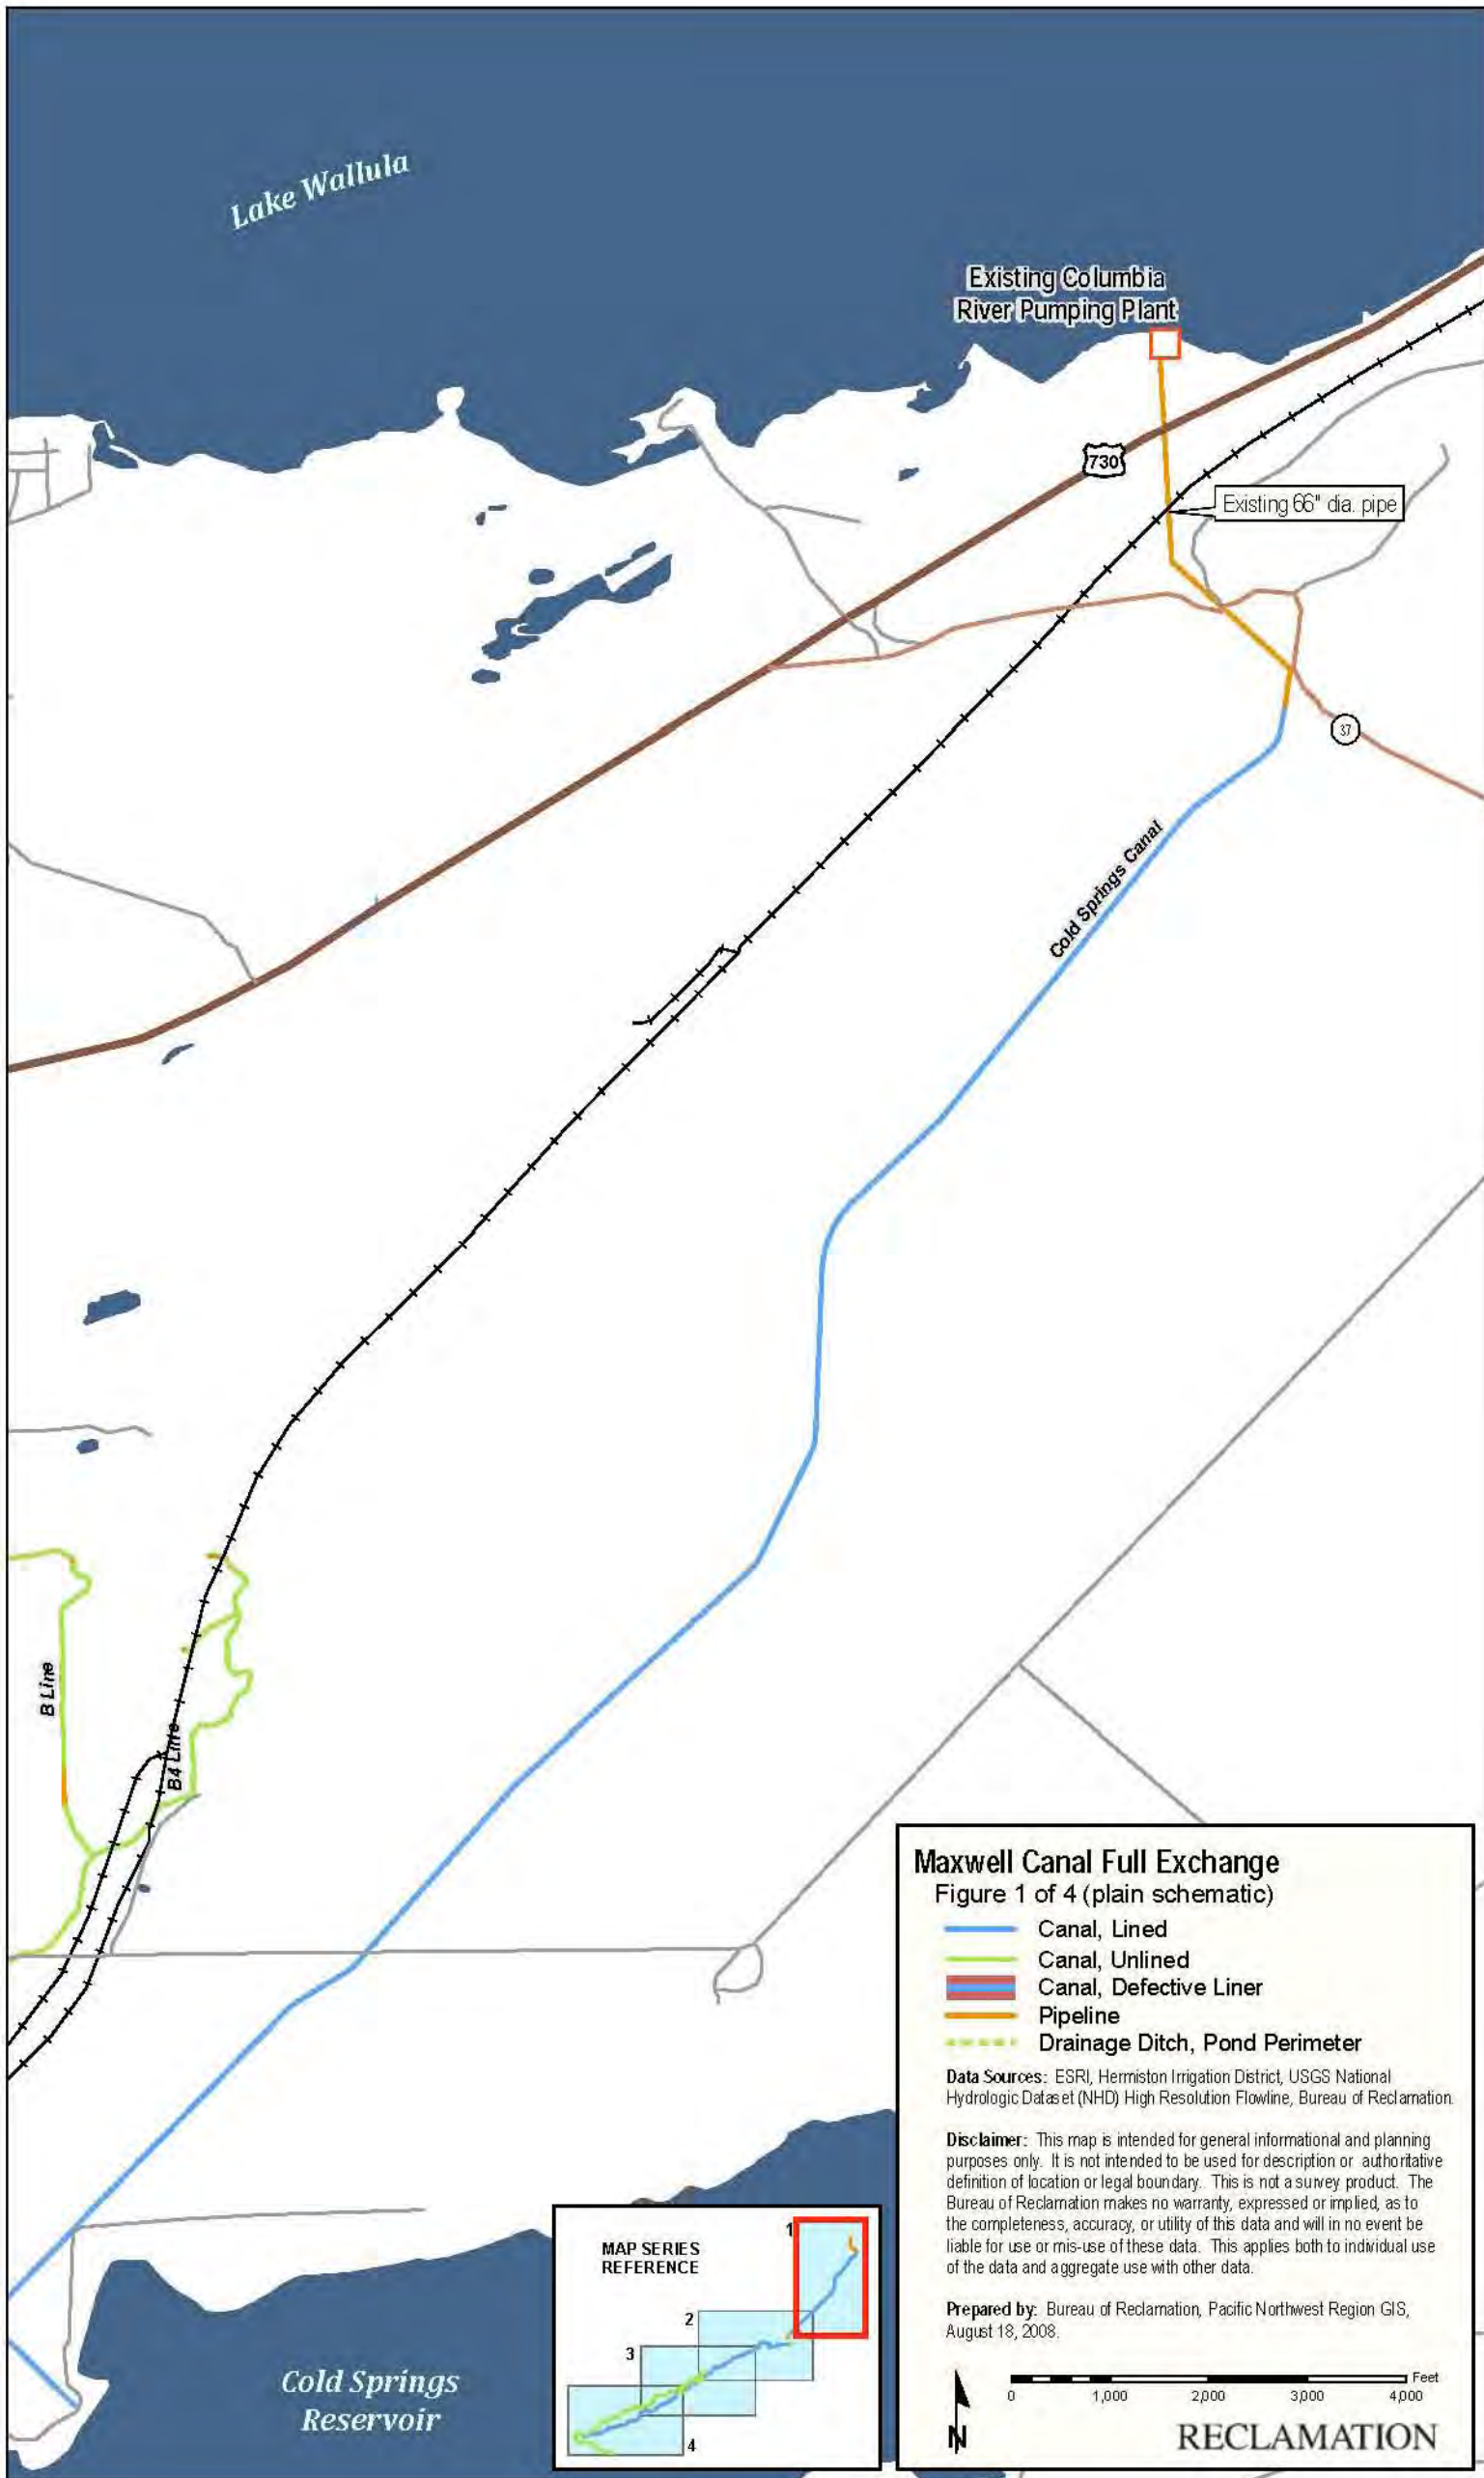 Lake Wallula
Existing Columbia
River Pumping Plant
730
Existing 66" dia. pipe
37
Cold Springs Canal
B Line
B4 Line
Maxwell Canal Full Exchange
Figure 1 of 4 (plain schematic)
Canal, Lined
Canal, Unlined
Canal, Defective Liner
Pipeline
Drainage Ditch, Pond Perimeter
Data Sources: ESRI, Hermiston Irrigation District, USGS National
Hydrologic Dataset (NHD) High Resolution Flowline, Bureau of Reclamation.
Disclaimer: This map is intended for general informational and planning
purposes only. It is not intended to be used for description or authoritative
definition of location or legal boundary. This is not a survey product. The
Bureau of Reclamation makes no warranty, expressed or implied, as to
the completeness, accuracy, or utility of this data and will in no event be
liable for use or mis-use of these data. This applies both to individual use
of the data and aggregate use with other data.
Prepared by: Bureau of Reclamation, Pacific Northwest Region GIS,
August 18, 2008.
Feet
0 1,000 2,000 3,000 4,000
N
RECLAMATION
MAP SERIES
REFERENCE
1
2
3
4
Cold Springs
Reservoir